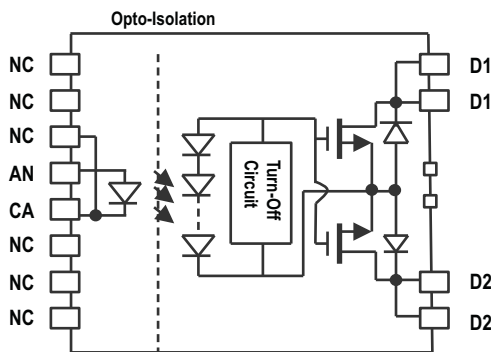 Opto-Isolation
NC
NC
NC
AN
CA
NC
NC
NC
Turn-Off
Circuit
D1
D1
D2
D2